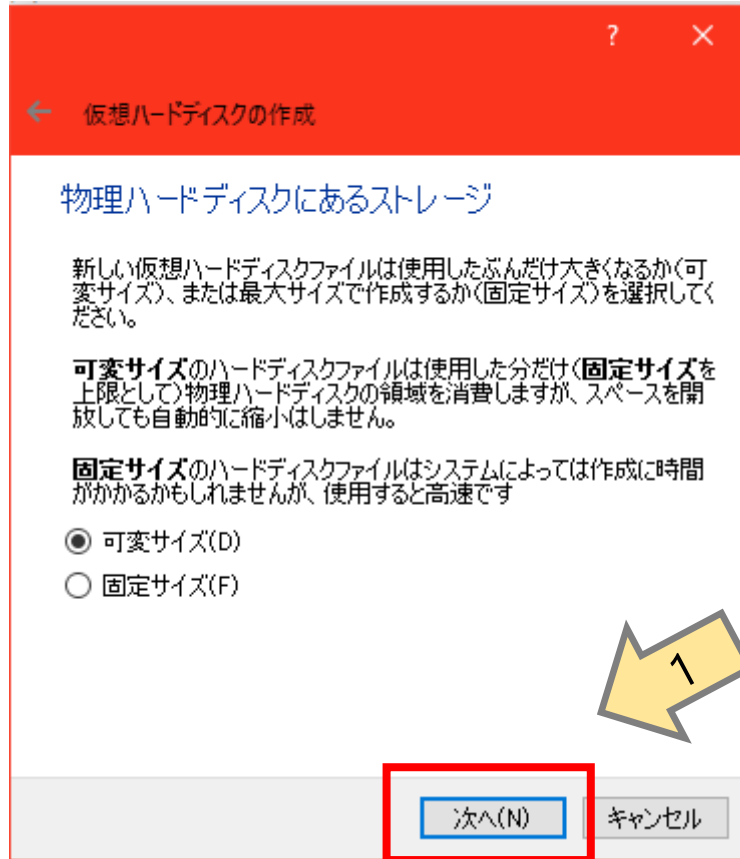 ?
仮想ハードディスクの作成
物理ハードディスクにあるストレージ
新しい仮想ハードディスクファイルは使用したぶんだけ大きくなるか(可
変サイズ)、または最大サイズで作成するか(固定サイズ)を選択してく
ださい。
可変サイズのハードディスクファイルは使用した分だけ(固定サイズを
上限として)物理ハードディスクの領域を消費しますが、スペースを開
放しても自動的に縮小はしません。
固定サイズのハードディスクファイルはシステムによっては作成に時間
がかかるかもしれませんが、使用すると高速です
可変サイズ(D)
固定サイズ(F)
1
次へ(N) キャンセル